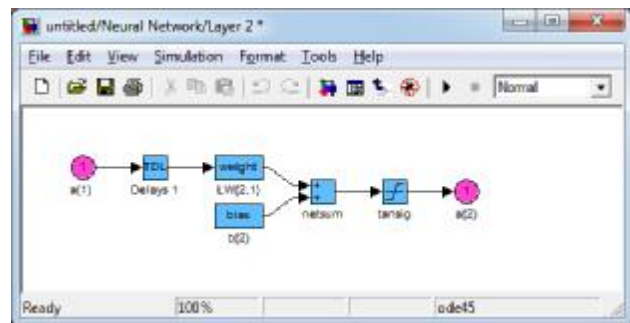 untitled/Neural Network/Layer 2 *
File Edit View Simulation Format Tools Help
Normal
1 TDL weight
a{1} Delays 1 LW{2,1}
bias
b{2}
netsum tansig
1
a{2}
Ready 100% ode45